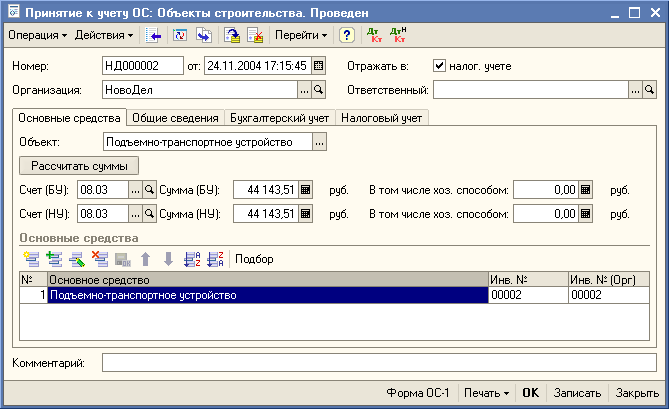 Принятие к учету ОС: Объекты строительства. Проведен
Операция Действия Перейти ? Дт Кт ДтН Кт
Номер: НД000002 от: 24.11.2004 17:15:45 Отражать в: налог. учете
Организация: НовоДел ... Ответственный: ...
Основные средства Общие сведения Бухгалтерский учет Налоговый учет
Объект: Подъемно-транспортное устройство ...
Рассчитать суммы
Счет (БУ): 08.03 ... Сумма (БУ): 44 143,51 руб. В том числе хоз. способом: 0,00 руб.
Счет (НУ): 08.03 ... Сумма (НУ): 44 143,51 руб. В том числе хоз. способом: 0,00 руб.
Основные средства
А Я Я А Подбор
№ Основное средство Инв. № Инв. № (Орг)
1 Подъемно-транспортное устройство 00002 00002
Комментарий:
Форма ОС-1 Печать OK Записать Закрыть